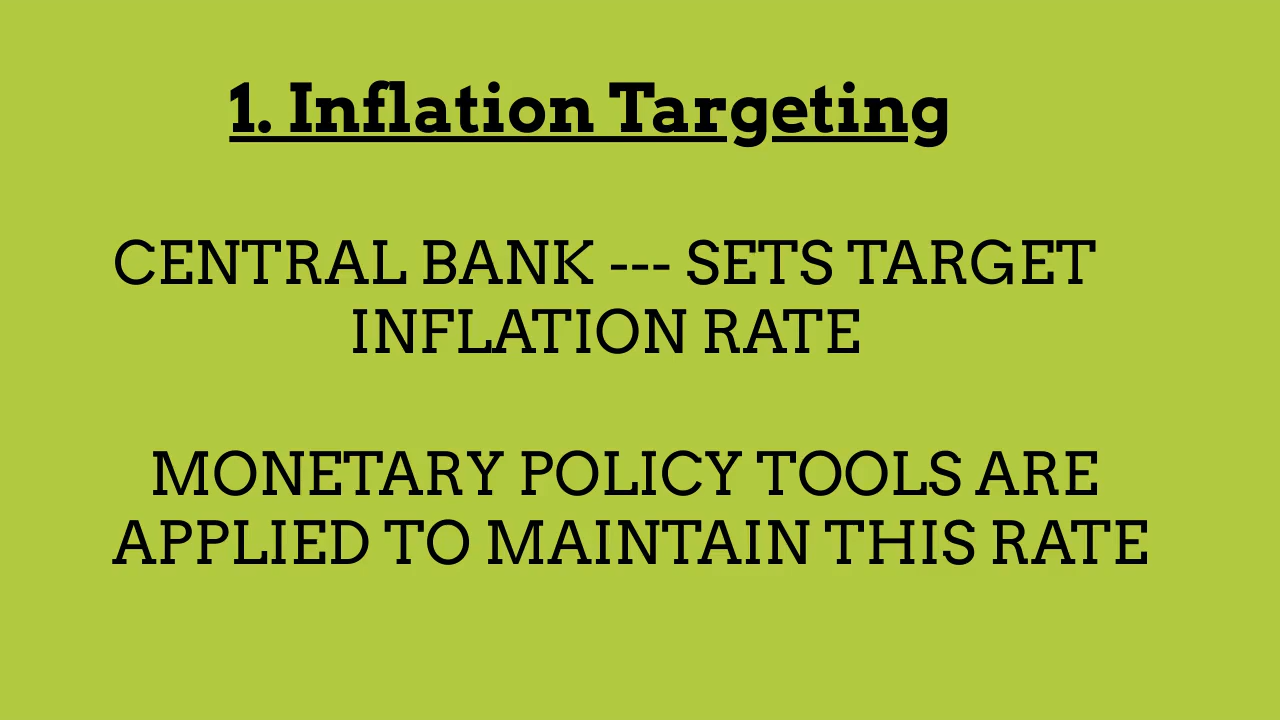 1. Inflation Targeting
CENTRAL BANK --- SETS TARGET
INFLATION RATE
MONETARY POLICY TOOLS ARE
APPLIED TO MAINTAIN THIS RATE